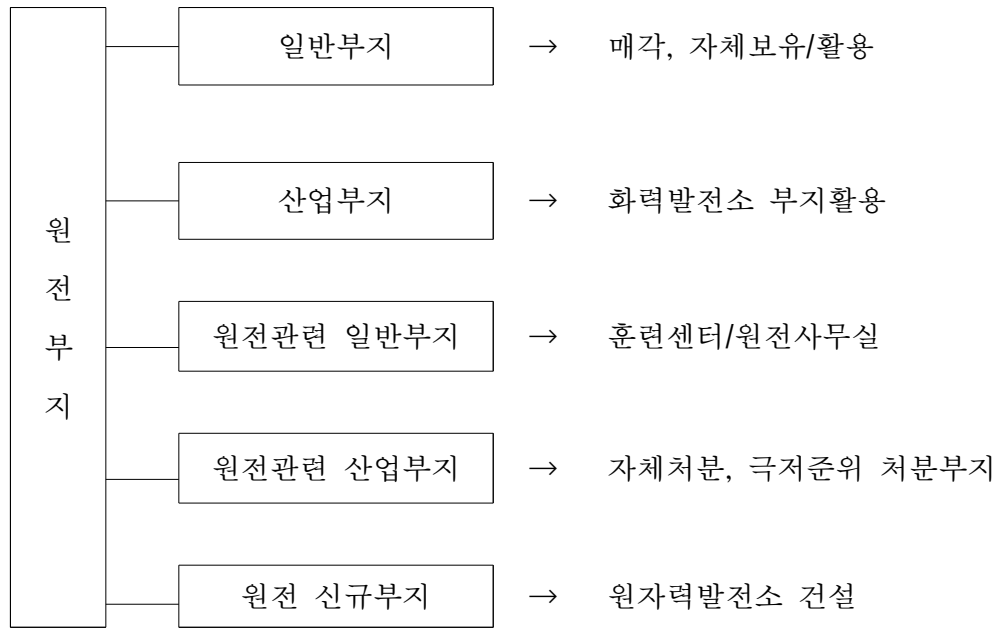 원전부지
일반부지 → 매각, 자체보유/활용
산업부지 → 화력발전소 부지활용
원전관련 일반부지 → 훈련센터/원전사무실
원전관련 산업부지 → 자체처분, 극저준위 처분부지
원전 신규부지 → 원자력발전소 건설